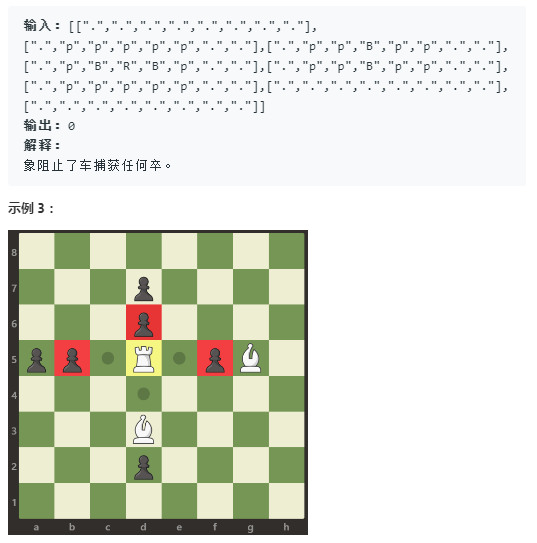 输入：[[".",".",".",".",".",".",".","."],
[".","p","p","p","p","p",".","."],[".","p","p","B","p","p",".","."],
[".","p","B","R","B","p",".","."],[".","p","p","B","p","p",".","."],
[".","p","p","p","p","p",".","."],[".",".",".",".",".",".",".","."],
[".",".",".",".",".",".",".","."]]
输出：0
解释：
象阻止了车捕获任何卒。
示例 3：
8
7
6
5
4
3
2
1
a b c d e f g h